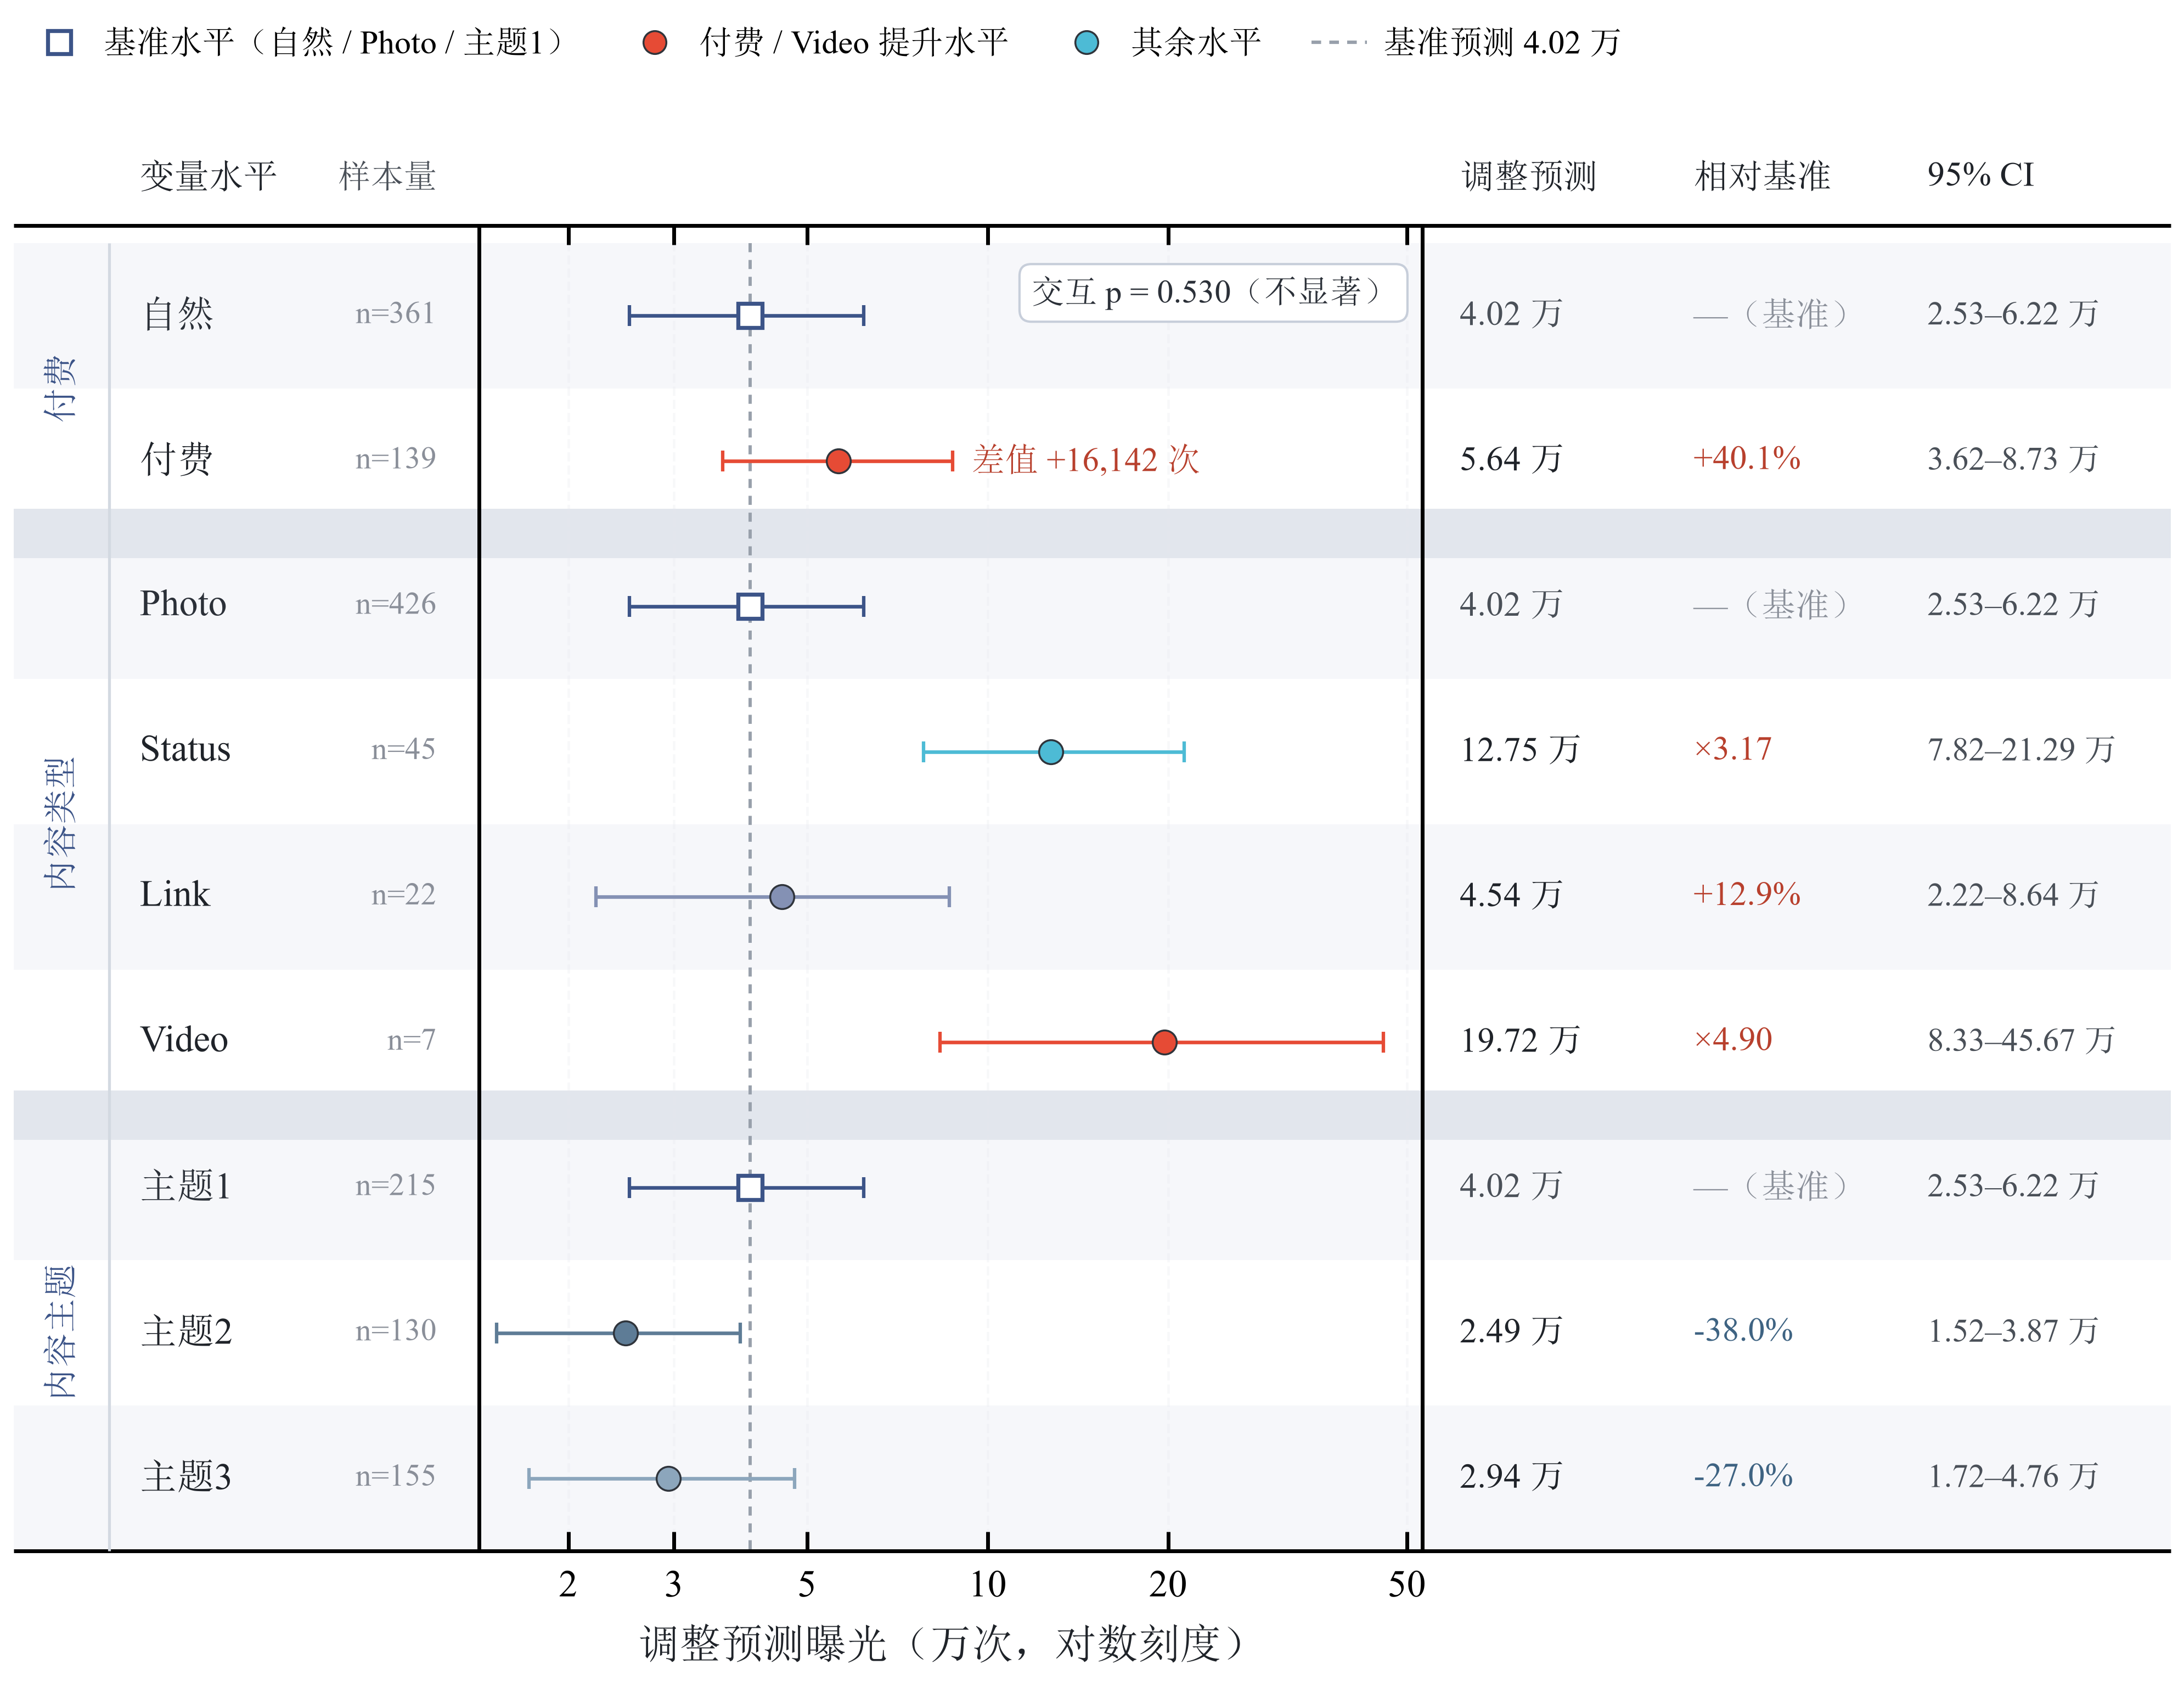 基准水平（自然 / Photo / 主题1） 付费 / Video 提升水平 其余水平 基准预测 4.02 万
变量水平 样本量 调整预测 相对基准 95% CI
付费
自然 n=361 交互 p = 0.530（不显著） 4.02 万 —（基准） 2.53–6.22 万
付费 n=139 差值 +16,142 次 5.64 万 +40.1% 3.62–8.73 万
内容类型
Photo n=426 4.02 万 —（基准） 2.53–6.22 万
Status n=45 12.75 万 ×3.17 7.82–21.29 万
Link n=22 4.54 万 +12.9% 2.22–8.64 万
Video n=7 19.72 万 ×4.90 8.33–45.67 万
内容主题
主题1 n=215 4.02 万 —（基准） 2.53–6.22 万
主题2 n=130 2.49 万 -38.0% 1.52–3.87 万
主题3 n=155 2.94 万 -27.0% 1.72–4.76 万
2 3 5 10 20 50
调整预测曝光（万次，对数刻度）